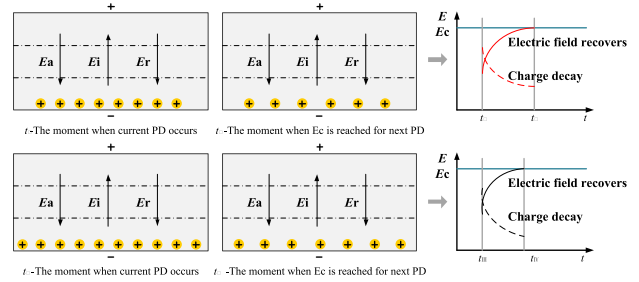 +
+
E
Ec
Electric field recovers
Charge decay
t
Ea
Ei
Er
Ea
Ei
Er
+ + + + + + + +
+ + + + + +
−
−
t -The moment when current PD occurs
t -The moment when Ec is reached for next PD
+
+
E
Ec
Electric field recovers
Charge decay
tⅢ
tⅣ
t
Ea
Ei
Er
Ea
Ei
Er
+ + + + + + + + + +
+ + + + + + +
−
−
t -The moment when current PD occurs
t -The moment when Ec is reached for next PD